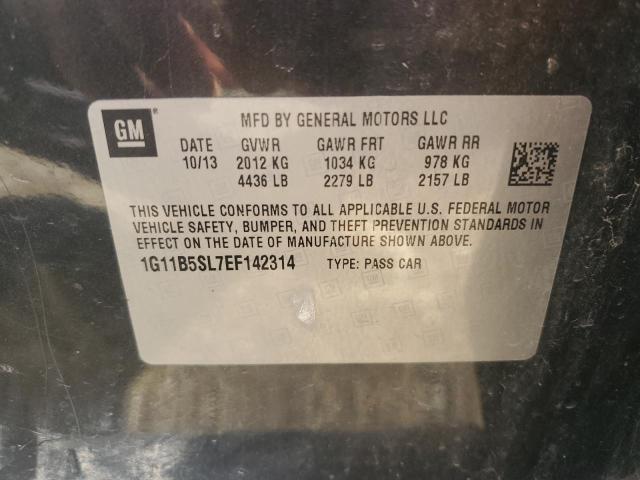 GM®
MFD BY GENERAL MOTORS LLC
DATE GVWR GAWR FRT GAWR RR
10/13 2012 KG 1034 KG 978 KG
4436 LB 2279 LB 2157 LB
THIS VEHICLE CONFORMS TO ALL APPLICABLE U.S. FEDERAL MOTOR
VEHICLE SAFETY, BUMPER, AND THEFT PREVENTION STANDARDS IN
EFFECT ON THE DATE OF MANUFACTURE SHOWN ABOVE.
1G11B5SL7EF142314 TYPE: PASS CAR